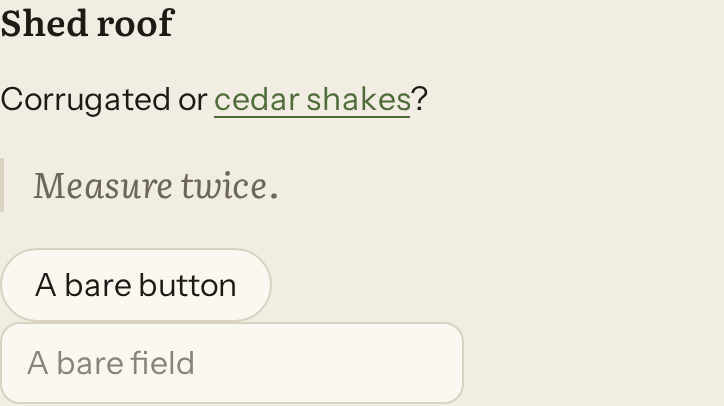 Shed roof
Corrugated or cedar shakes?
Measure twice.
A bare button
A bare field